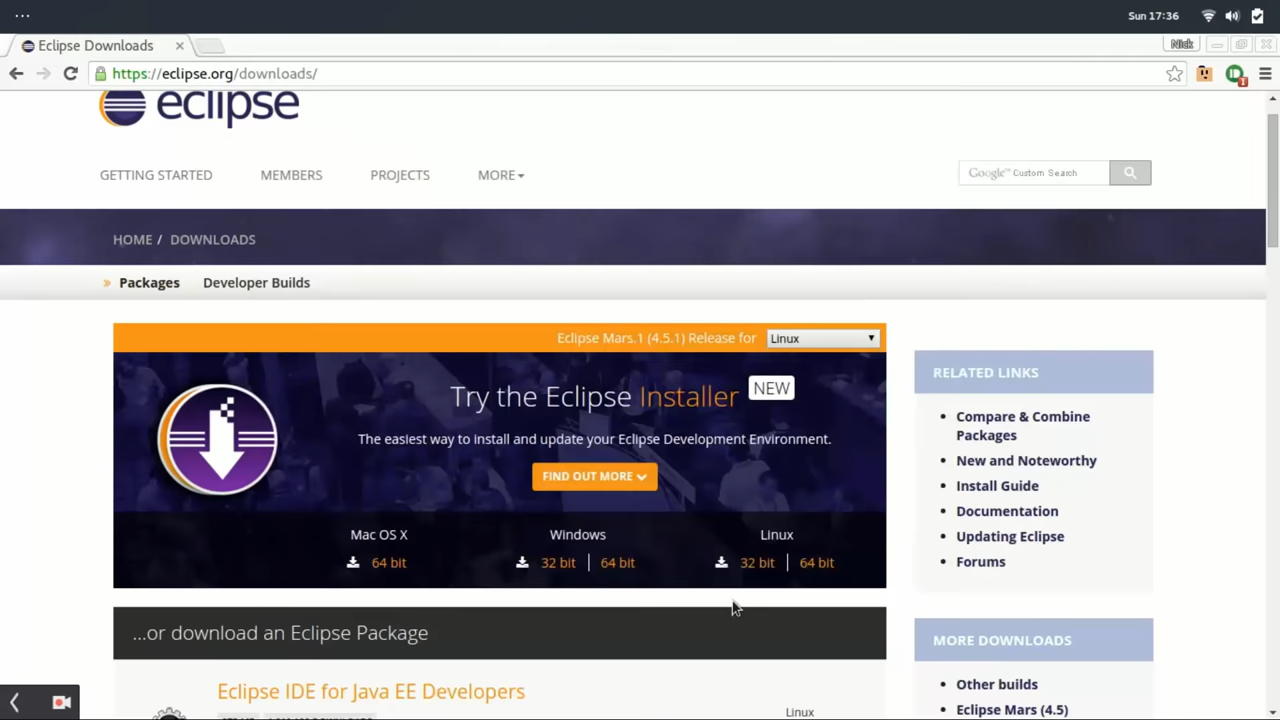 Sun 17:36
Eclipse Downloads
Nick
https://eclipse.org/downloads/
1
eclipse
GETTING STARTED
MEMBERS
PROJECTS
MORE
Google™ Custom Search
HOME / DOWNLOADS
Packages
Developer Builds
Eclipse Mars.1 (4.5.1) Release for
Linux
Try the Eclipse Installer NEW
The easiest way to install and update your Eclipse Development Environment.
FIND OUT MORE
Mac OS X
64 bit
Windows
32 bit
64 bit
Linux
32 bit
64 bit
...or download an Eclipse Package
Eclipse IDE for Java EE Developers
Linux
RELATED LINKS
Compare & Combine
Packages
New and Noteworthy
Install Guide
Documentation
Updating Eclipse
Forums
MORE DOWNLOADS
Other builds
Eclipse Mars (4.5)